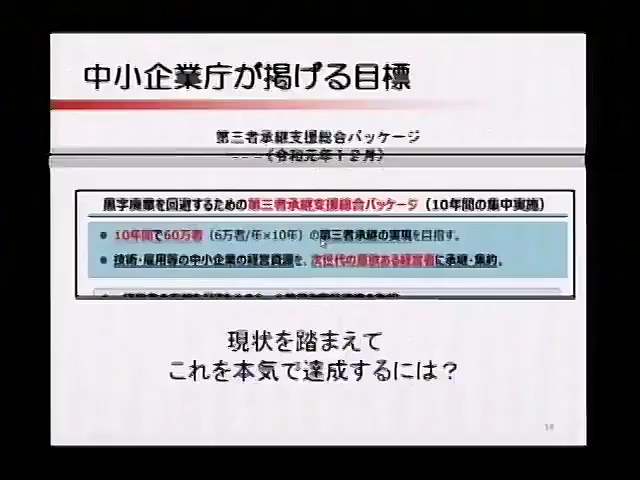 中小企業庁が掲げる目標
第三者承継支援総合パッケージ
(令和元年12月)
黒字廃業を回避するための第三者承継支援総合パッケージ(10年間の集中実施)
● 10年間で60万者(6万者/年×10年)の第三者承継の実現を目指す。
● 技術・雇用等の中小企業の経営資源を、次世代の意欲ある経営者に承継・集約。
現状を踏まえて
これを本気で達成するには?